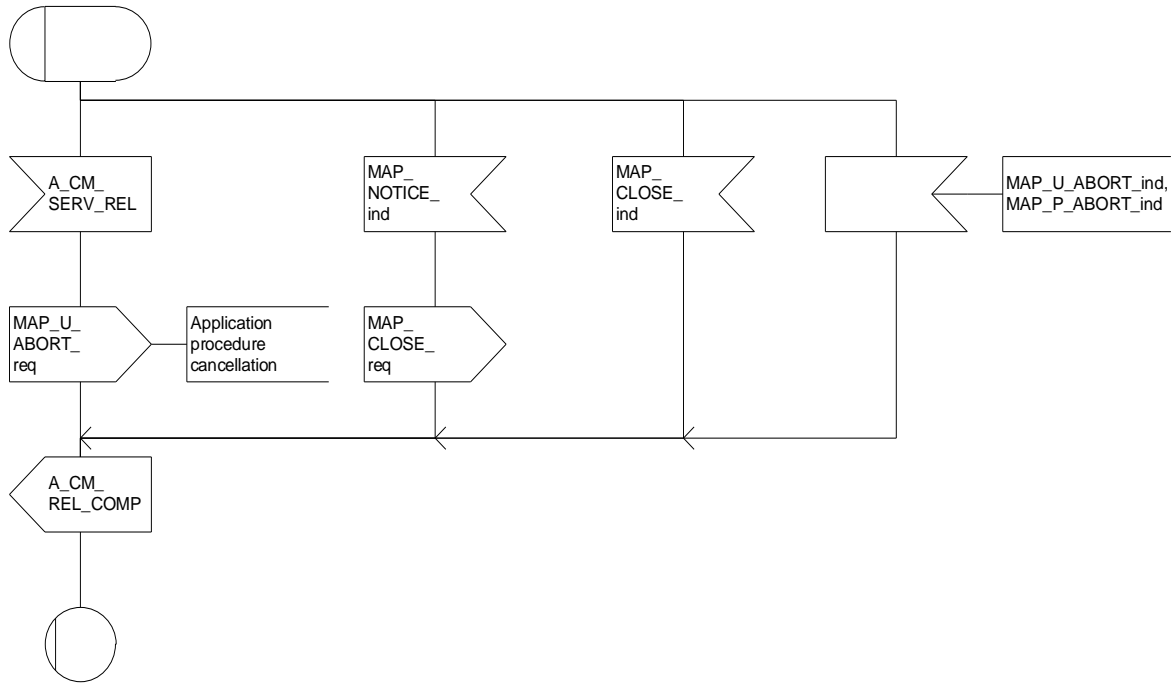 A_CM_
SERV_REL
MAP_
NOTICE_
ind
MAP_
CLOSE_
ind
MAP_U_ABORT_ind,
MAP_P_ABORT_ind
MAP_U_
ABORT_
req
Application
procedure
cancellation
MAP_
CLOSE_
req
A_CM_
REL_COMP